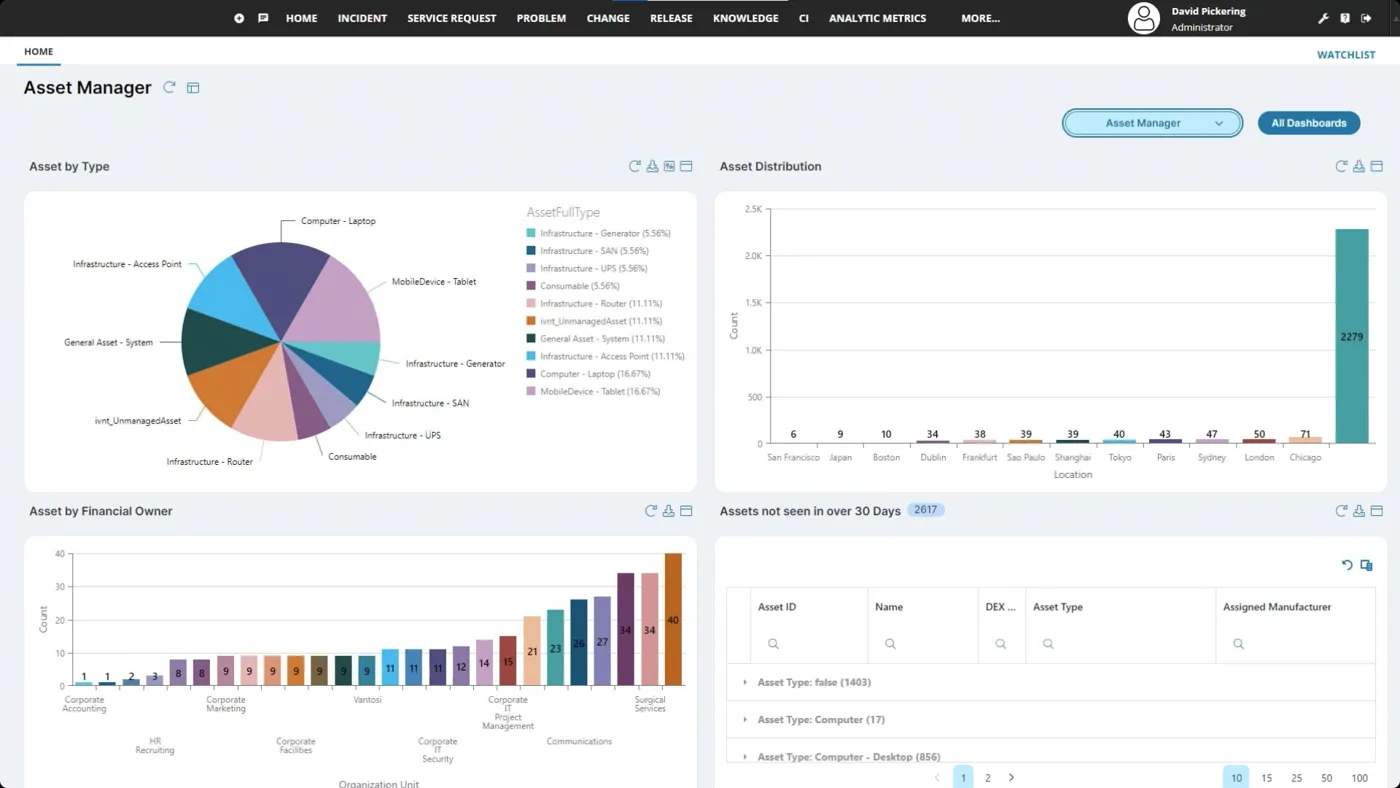 HOME INCIDENT SERVICE REQUEST PROBLEM CHANGE RELEASE KNOWLEDGE CI ANALYTIC METRICS MORE...
David Pickering
Administrator
HOME
WATCHLIST
Asset Manager
Asset Manager
All Dashboards
Asset by Type
Computer - Laptop
Infrastructure - Access Point
MobileDevice - Tablet
General Asset - System
Infrastructure - Generator
Infrastructure - SAN
ivnt_UnmanagedAsset
Infrastructure - UPS
Consumable
Infrastructure - Router
AssetFullType
Infrastructure - Generator (5.56%)
Infrastructure - SAN (5.56%)
Infrastructure - UPS (5.56%)
Consumable (5.56%)
Infrastructure - Router (11.11%)
ivnt_UnmanagedAsset (11.11%)
General Asset - System (11.11%)
Infrastructure - Access Point (11.11%)
Computer - Laptop (16.67%)
MobileDevice - Tablet (16.67%)
Asset Distribution
2.5K
2.0K
1.5K
1.0K
500
0
Count
2279
6 9 10 34 38 39 39 40 43 47 50 71
San Francisco Japan Boston Dublin Frankfurt Sao Paulo Shanghai Tokyo Paris Sydney London Chicago
Location
Asset by Financial Owner
40
30
20
10
0
Count
1 1 2 3 8 8 9 9 9 9 9 9 9 11 11 11 12 14 15 21 23 26 27 34 34 40
Corporate Accounting
Corporate Marketing
Vantosi
Corporate IT Project Management
Surgical Services
HR Recruiting
Corporate Facilities
Corporate IT Security
Communications
Organization Unit
Assets not seen in over 30 Days 2617
Asset ID Name DEX ... Asset Type Assigned Manufacturer
Asset Type: false (1403)
Asset Type: Computer (17)
Asset Type: Computer - Desktop (856)
1 2
10 15 25 50 100